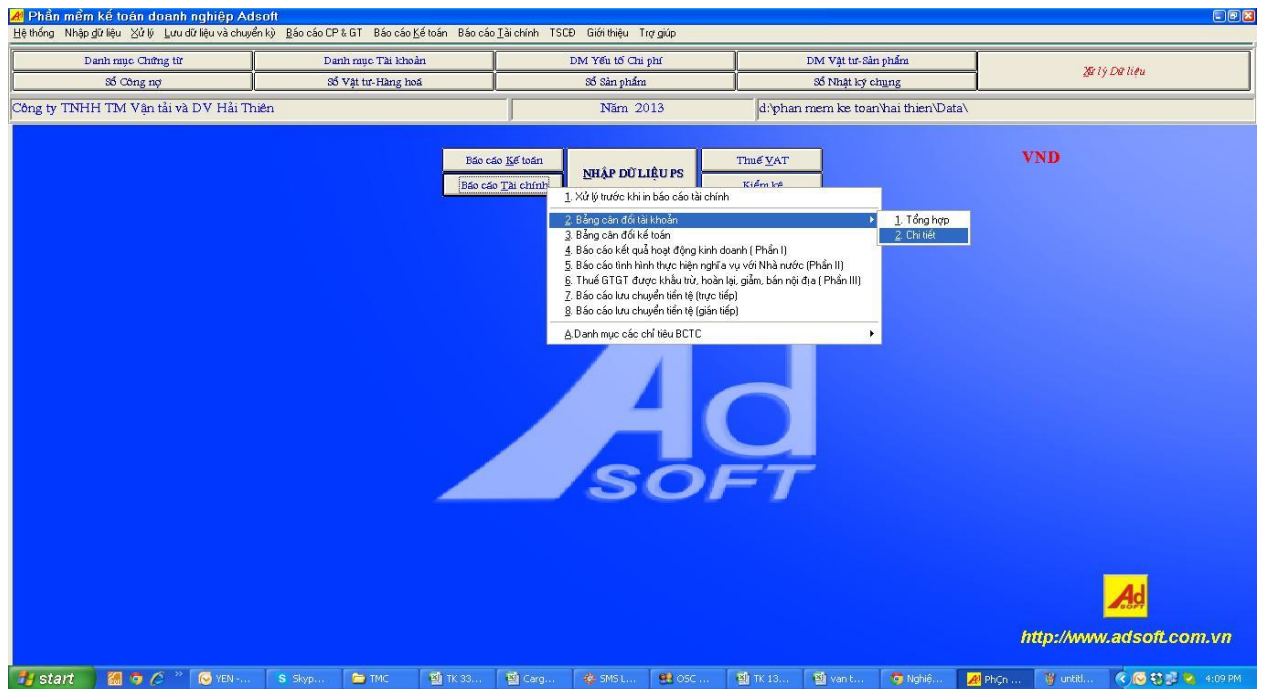 Phần mềm kế toán doanh nghiệp Adsoft
Hệ thống Nhập dữ liệu Xử lý Lưu dữ liệu và chuyển kỳ Báo cáo CP & GT Báo cáo Kế toán Báo cáo Tài chính TSCĐ Giới thiệu Trợ giúp
Danh mục Chứng từ Danh mục Tài khoản DM Yếu tố Chi phí DM Vật tư-Sản phẩm Xử lý Dữ liệu
Sổ Công nợ Sổ Vật tư-Hàng hoá Sổ Sản phẩm Sổ Nhật ký chung
Công ty TNHH TM Vận tải và DV Hải Thiên Năm 2013 d:\phan mem ke toan\hai thien\Data\
Báo cáo Kế toán NHẬP DỮ LIỆU PS Thuế VAT VND
Báo cáo Tài chính Kiểm kê
1. Xử lý trước khi in báo cáo tài chính
2. Bảng cân đối tài khoản 1. Tổng hợp
3. Bảng cân đối kế toán 2. Chi tiết
4. Báo cáo kết quả hoạt động kinh doanh ( Phần I)
5. Báo cáo tình hình thực hiện nghĩa vụ với Nhà nước (Phần II)
6. Thuế GTGT được khấu trừ, hoàn lại, giảm, bán nội địa ( Phần III)
7. Báo cáo lưu chuyển tiền tệ (trực tiếp)
8. Báo cáo lưu chuyển tiền tệ (gián tiếp)
A.Danh mục các chỉ tiêu BCTC
Ad
SOFT
Ad
SOFT
http://www.adsoft.com.vn
start YEN -... Skyp... TMC TK 33... Carg... SMS L... OSC ... TK 13... van t... Nghiệ... PhÇn ... untitl... 4:09 PM